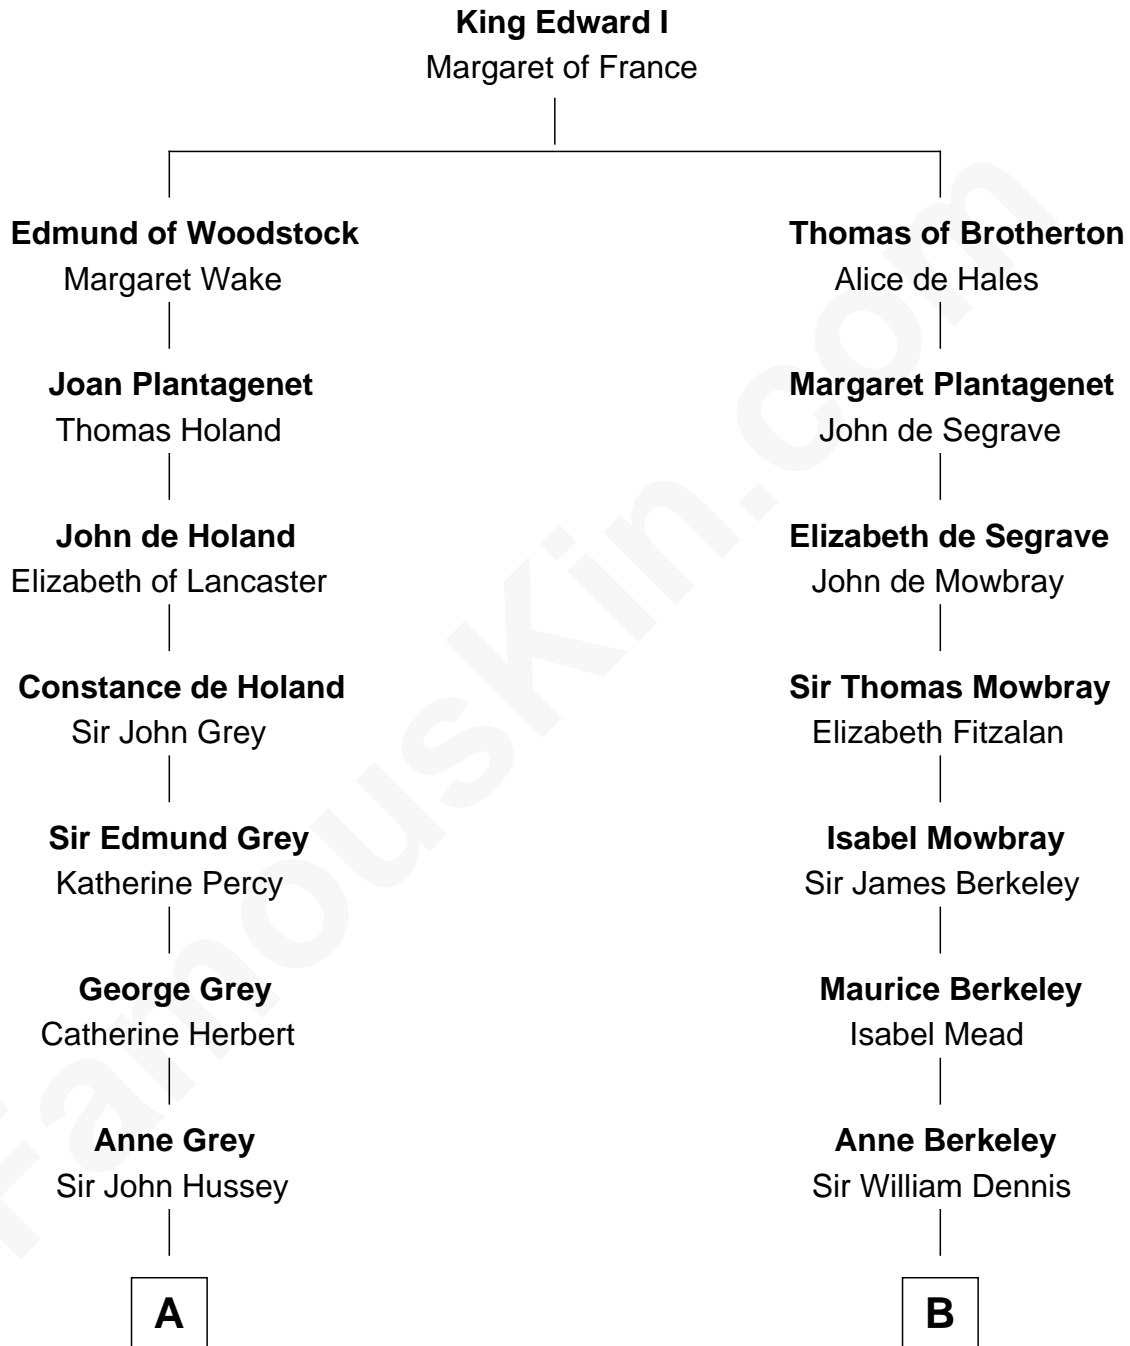 King Edward I
Margaret of France
Edmund of Woodstock
Margaret Wake
Thomas of Brotherton
Alice de Hales
Joan Plantagenet
Thomas Holand
Margaret Plantagenet
John de Segrave
John de Holand
Elizabeth of Lancaster
Elizabeth de Segrave
John de Mowbray
Constance de Holand
Sir John Grey
Sir Thomas Mowbray
Elizabeth Fitzalan
Sir Edmund Grey
Katherine Percy
Isabel Mowbray
Sir James Berkeley
George Grey
Catherine Herbert
Maurice Berkeley
Isabel Mead
Anne Grey
Sir John Hussey
Anne Berkeley
Sir William Dennis
A
B
FamousKin.com